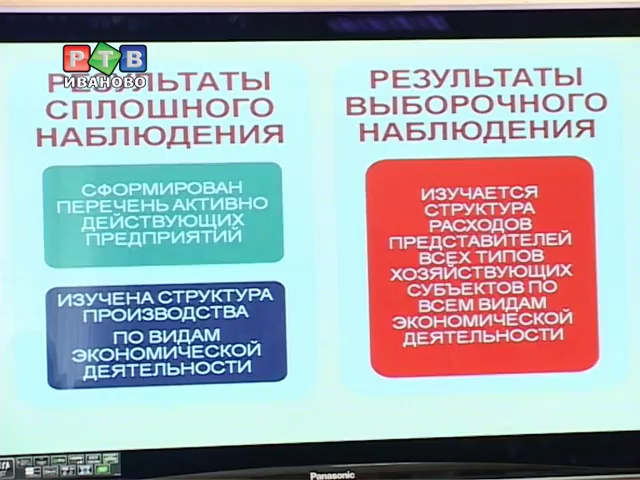 РТВ
ИВАНОВО
РЕЗУЛЬТАТЫ
СПЛОШНОГО
НАБЛЮДЕНИЯ
СФОРМИРОВАН
ПЕРЕЧЕНЬ АКТИВНО
ДЕЙСТВУЮЩИХ
ПРЕДПРИЯТИЙ
ИЗУЧЕНА СТРУКТУРА
ПРОИЗВОДСТВА
ПО ВИДАМ
ЭКОНОМИЧЕСКОЙ
ДЕЯТЕЛЬНОСТИ
РЕЗУЛЬТАТЫ
ВЫБОРОЧНОГО
НАБЛЮДЕНИЯ
ИЗУЧАЕТСЯ
СТРУКТУРА
РАСХОДОВ
ПРЕДСТАВИТЕЛЕЙ
ВСЕХ ТИПОВ
ХОЗЯЙСТВУЮЩИХ
СУБЪЕКТОВ ПО
ВСЕМ ВИДАМ
ЭКОНОМИЧЕСКОЙ
ДЕЯТЕЛЬНОСТИ
Panasonic